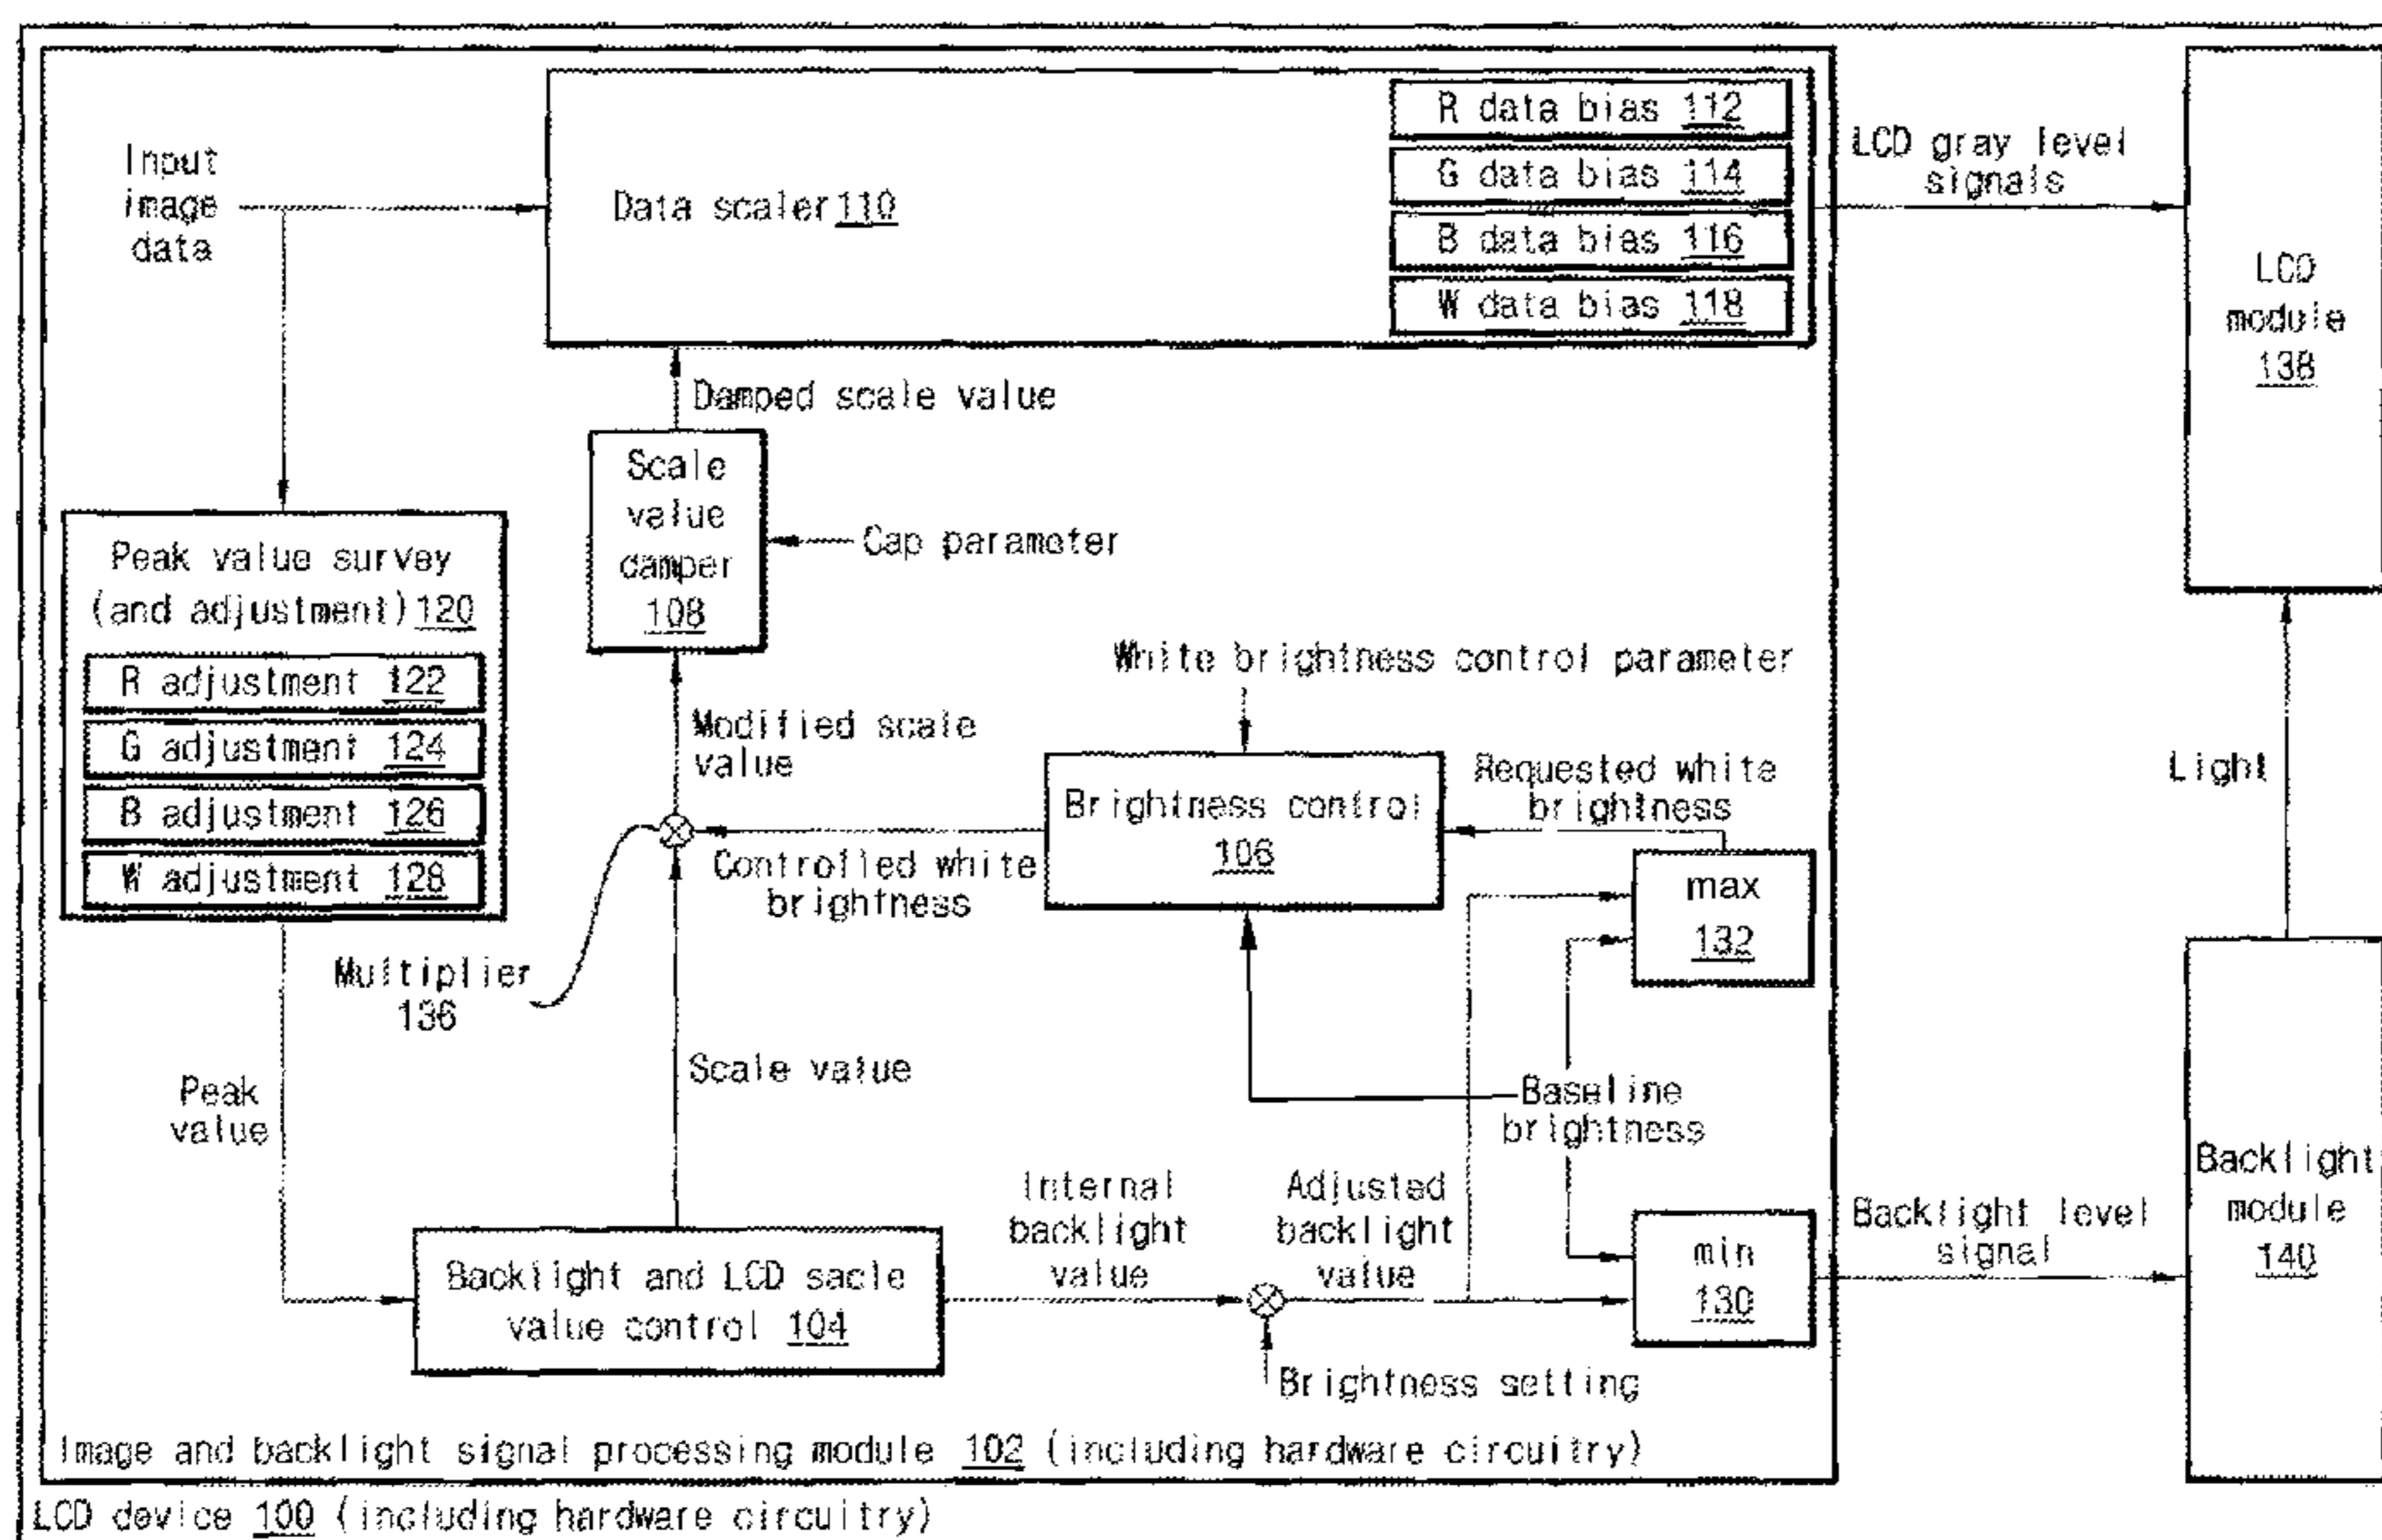 Input
image
data
Data scaler 110
R data bias 112
G data bias 114
B data bias 116
W data bias 118
LCD gray level
signals
LCD
module
138
Damped scale value
Scale
value
damper
108
Cap parameter
Peak value survey
(and adjustment) 120
R adjustment 122
G adjustment 124
B adjustment 126
W adjustment 128
White brightness control parameter
Modified scale
value
Brightness control
106
Requested white
brightness
Controlled white
brightness
max
132
Light
Multiplier
136
Scale value
Peak
value
Baseline
brightness
Internal
backlight
value
Adjusted
backlight
value
Backlight and LCD sacle
value control 104
min
130
Backlight level
signal
Backlight
module
140
Brightness setting
Image and backlight signal processing module 102 (including hardware circuitry)
LCD device 100 (including hardware circuitry)